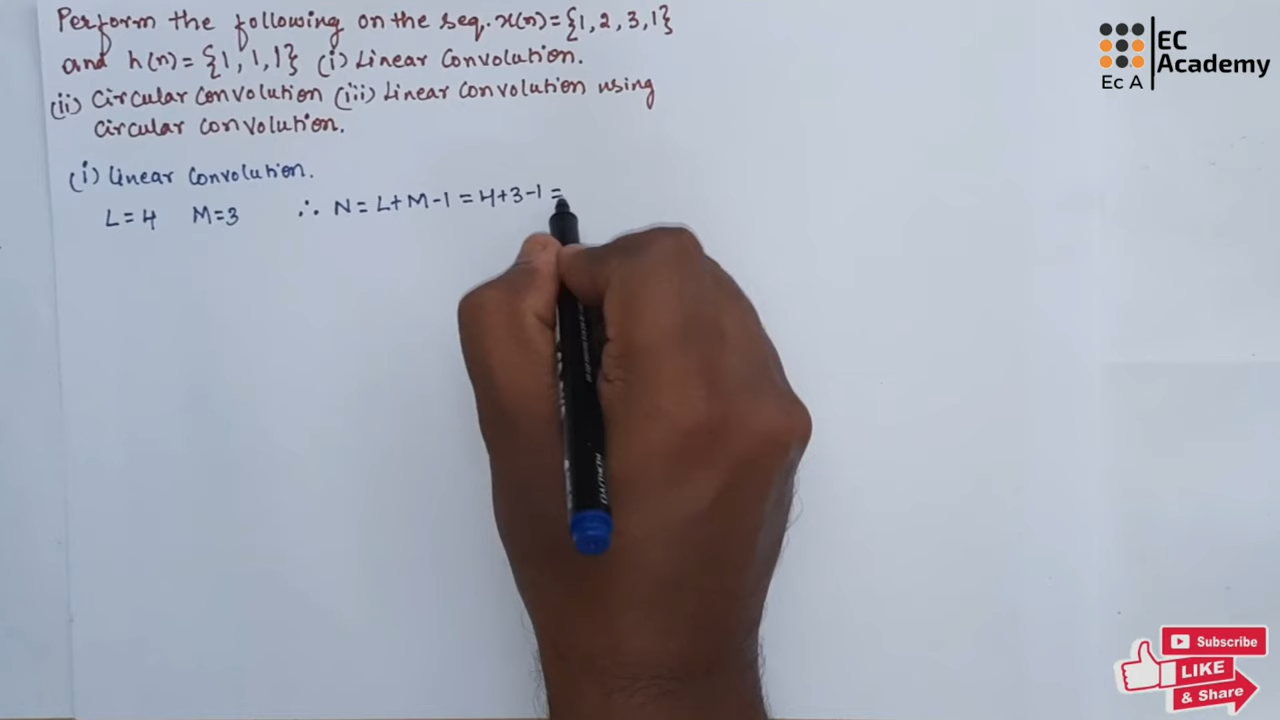 Perform the following on the seq. x(n)={1, 2, 3, 1}
and h(n)={1, 1, 1} (i) Linear Convolution.
(ii) Circular Convolution (iii) Linear Convolution using
circular convolution.
(i) Linear Convolution.
L=4 M=3 ∴ N=L+M-1=4+3-1=
EC
Academy
Ec A
Subscribe
LIKE
& Share